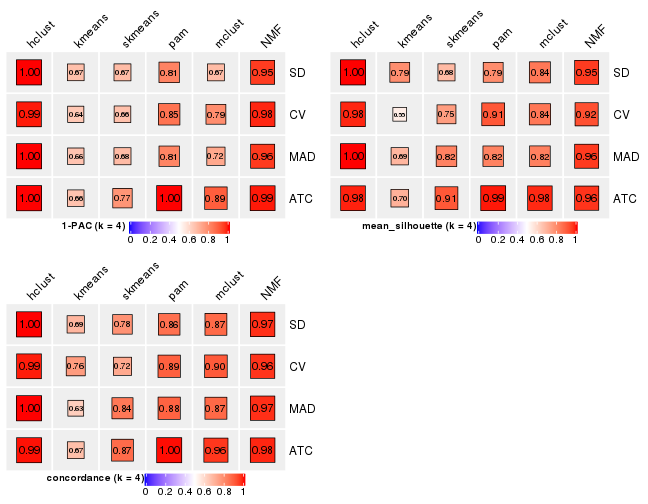 hclust kmeans skmeans pam mclust NMF
1.00 0.67 0.67 0.81 0.67 0.95 SD
0.99 0.64 0.66 0.85 0.79 0.98 CV
1.00 0.66 0.68 0.81 0.72 0.96 MAD
1.00 0.66 0.77 1.00 0.89 0.99 ATC
1-PAC (k = 4)
0 0.2 0.4 0.6 0.8 1
hclust kmeans skmeans pam mclust NMF
1.00 0.79 0.68 0.79 0.84 0.95 SD
0.98 0.55 0.75 0.91 0.84 0.92 CV
1.00 0.69 0.82 0.82 0.82 0.96 MAD
0.98 0.70 0.91 0.99 0.98 0.96 ATC
mean_silhouette (k = 4)
0 0.2 0.4 0.6 0.8 1
hclust kmeans skmeans pam mclust NMF
1.00 0.69 0.78 0.86 0.87 0.97 SD
0.99 0.76 0.72 0.89 0.90 0.96 CV
1.00 0.63 0.84 0.88 0.87 0.97 MAD
0.99 0.67 0.87 1.00 0.96 0.98 ATC
concordance (k = 4)
0 0.2 0.4 0.6 0.8 1